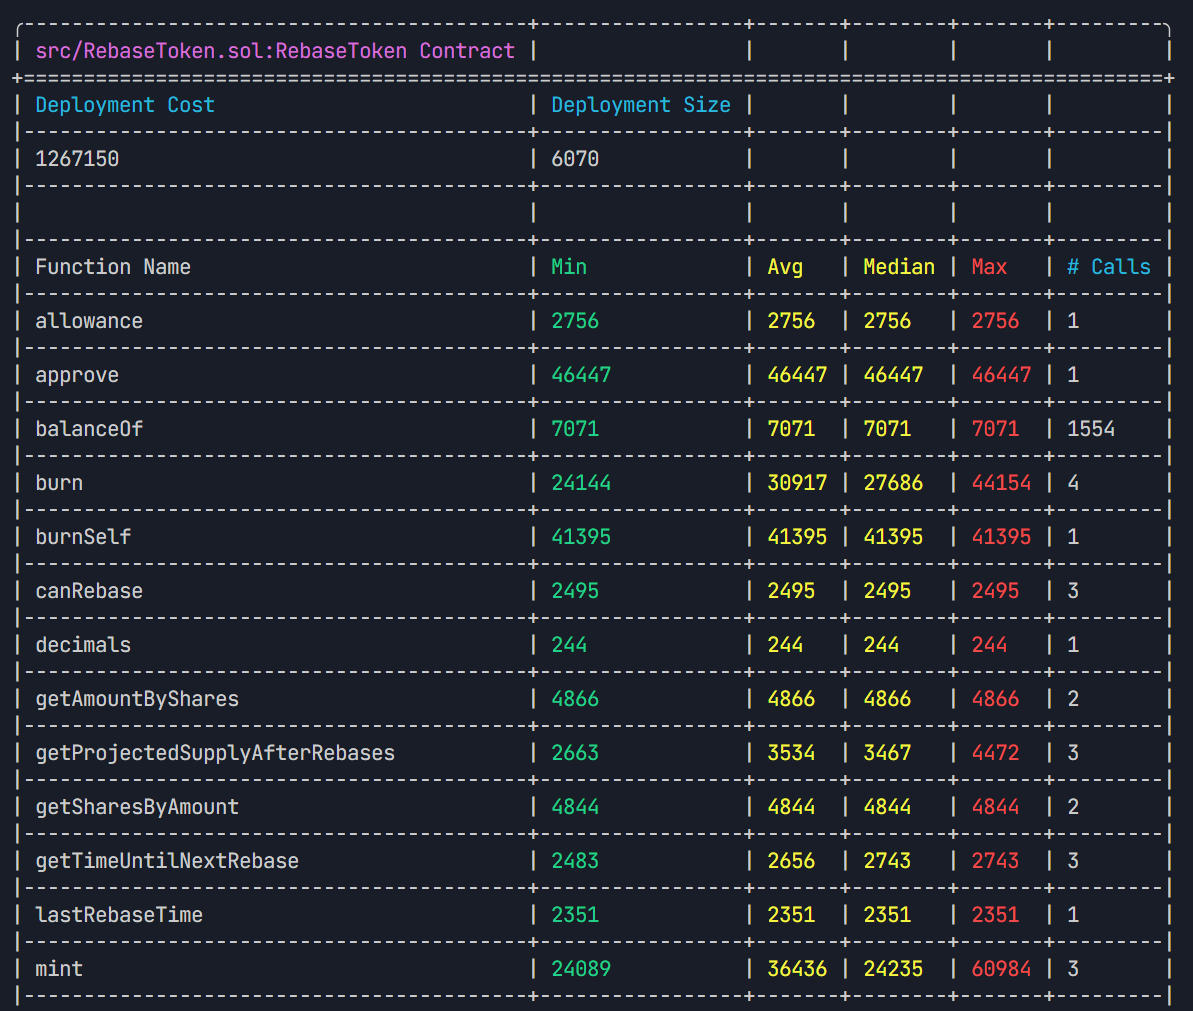 ╭-----------------------------------------+-----------------+-------+--------+-------+---------╮
| src/RebaseToken.sol:RebaseToken Contract |                 |       |        |       |         |
+===============================================================================================+
| Deployment Cost                          | Deployment Size |       |        |       |         |
|------------------------------------------+-----------------+-------+--------+-------+---------|
| 1267150                                  | 6070            |       |        |       |         |
|------------------------------------------+-----------------+-------+--------+-------+---------|
|                                          |                 |       |        |       |         |
|------------------------------------------+-----------------+-------+--------+-------+---------|
| Function Name                            | Min             | Avg   | Median | Max   | # Calls |
|------------------------------------------+-----------------+-------+--------+-------+---------|
| allowance                                | 2756            | 2756  | 2756   | 2756  | 1       |
|------------------------------------------+-----------------+-------+--------+-------+---------|
| approve                                  | 46447           | 46447 | 46447  | 46447 | 1       |
|------------------------------------------+-----------------+-------+--------+-------+---------|
| balanceOf                                | 7071            | 7071  | 7071   | 7071  | 1554    |
|------------------------------------------+-----------------+-------+--------+-------+---------|
| burn                                     | 24144           | 30917 | 27686  | 44154 | 4       |
|------------------------------------------+-----------------+-------+--------+-------+---------|
| burnSelf                                 | 41395           | 41395 | 41395  | 41395 | 1       |
|------------------------------------------+-----------------+-------+--------+-------+---------|
| canRebase                                | 2495            | 2495  | 2495   | 2495  | 3       |
|------------------------------------------+-----------------+-------+--------+-------+---------|
| decimals                                 | 244             | 244   | 244    | 244   | 1       |
|------------------------------------------+-----------------+-------+--------+-------+---------|
| getAmountByShares                        | 4866            | 4866  | 4866   | 4866  | 2       |
|------------------------------------------+-----------------+-------+--------+-------+---------|
| getProjectedSupplyAfterRebases           | 2663            | 3534  | 3467   | 4472  | 3       |
|------------------------------------------+-----------------+-------+--------+-------+---------|
| getSharesByAmount                        | 4844            | 4844  | 4844   | 4844  | 2       |
|------------------------------------------+-----------------+-------+--------+-------+---------|
| getTimeUntilNextRebase                   | 2483            | 2656  | 2743   | 2743  | 3       |
|------------------------------------------+-----------------+-------+--------+-------+---------|
| lastRebaseTime                           | 2351            | 2351  | 2351   | 2351  | 1       |
|------------------------------------------+-----------------+-------+--------+-------+---------|
| mint                                     | 24089           | 36436 | 24235  | 60984 | 3       |
|------------------------------------------+-----------------+-------+--------+-------+---------|